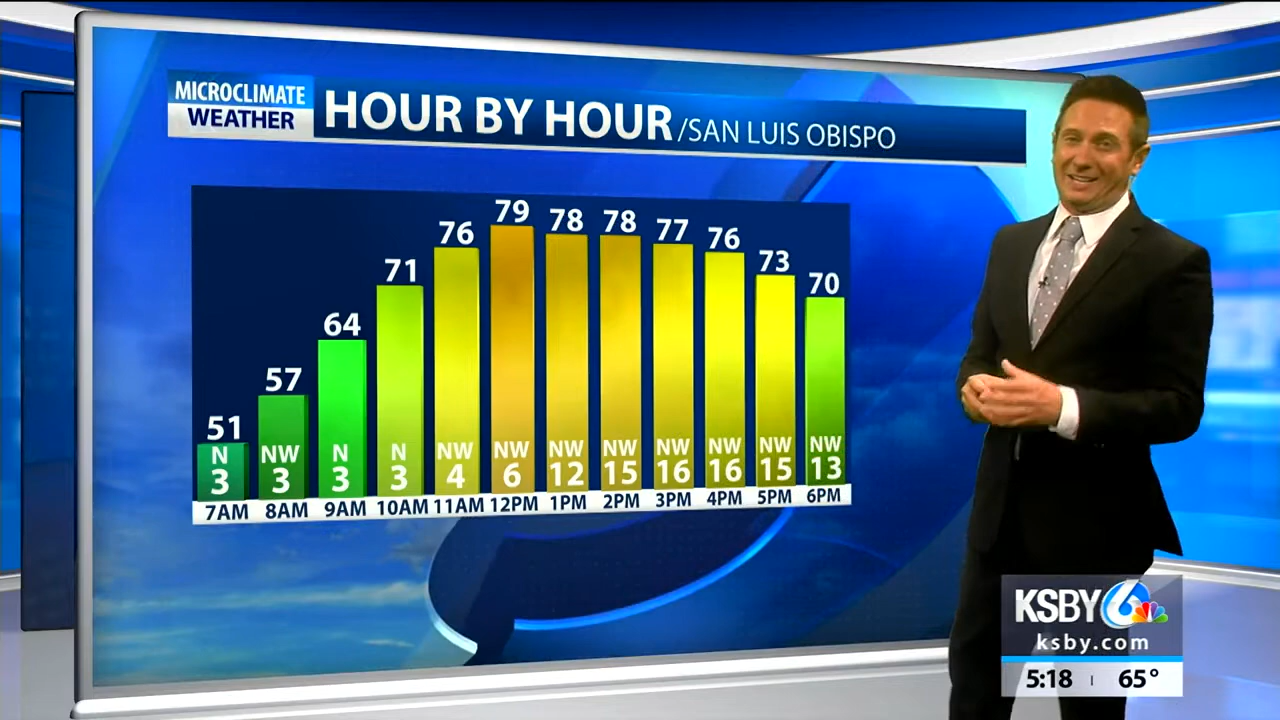 MICROCLIMATE
WEATHER
HOUR BY HOUR /SAN LUIS OBISPO
51 57 64 71 76 79 78 78 77 76 73 70
N NW N N NW NW NW NW NW NW NW NW
3 3 3 3 4 6 12 15 16 16 15 13
7AM 8AM 9AM 10AM 11AM 12PM 1PM 2PM 3PM 4PM 5PM 6PM
KSBY 6
ksby.com
5:18 65°